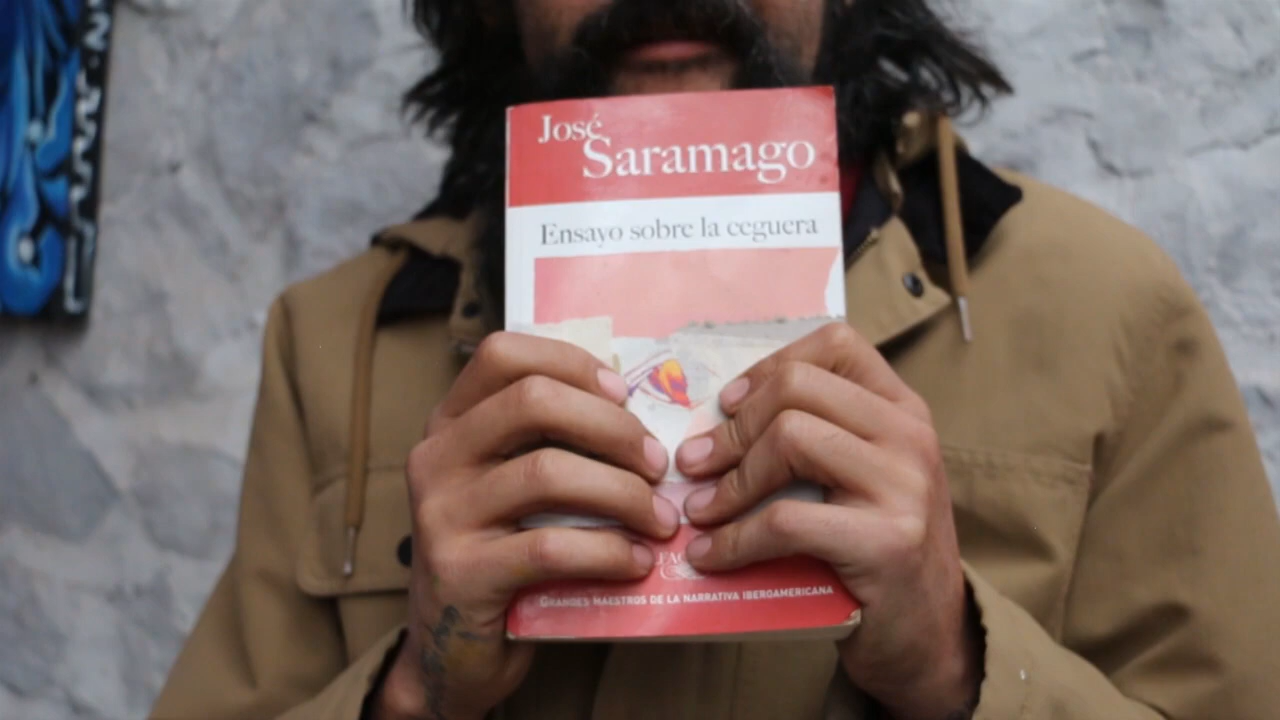 José
Saramago
Ensayo sobre la ceguera
GRANDES MAESTROS DE LA NARRATIVA IBEROAMERICANA